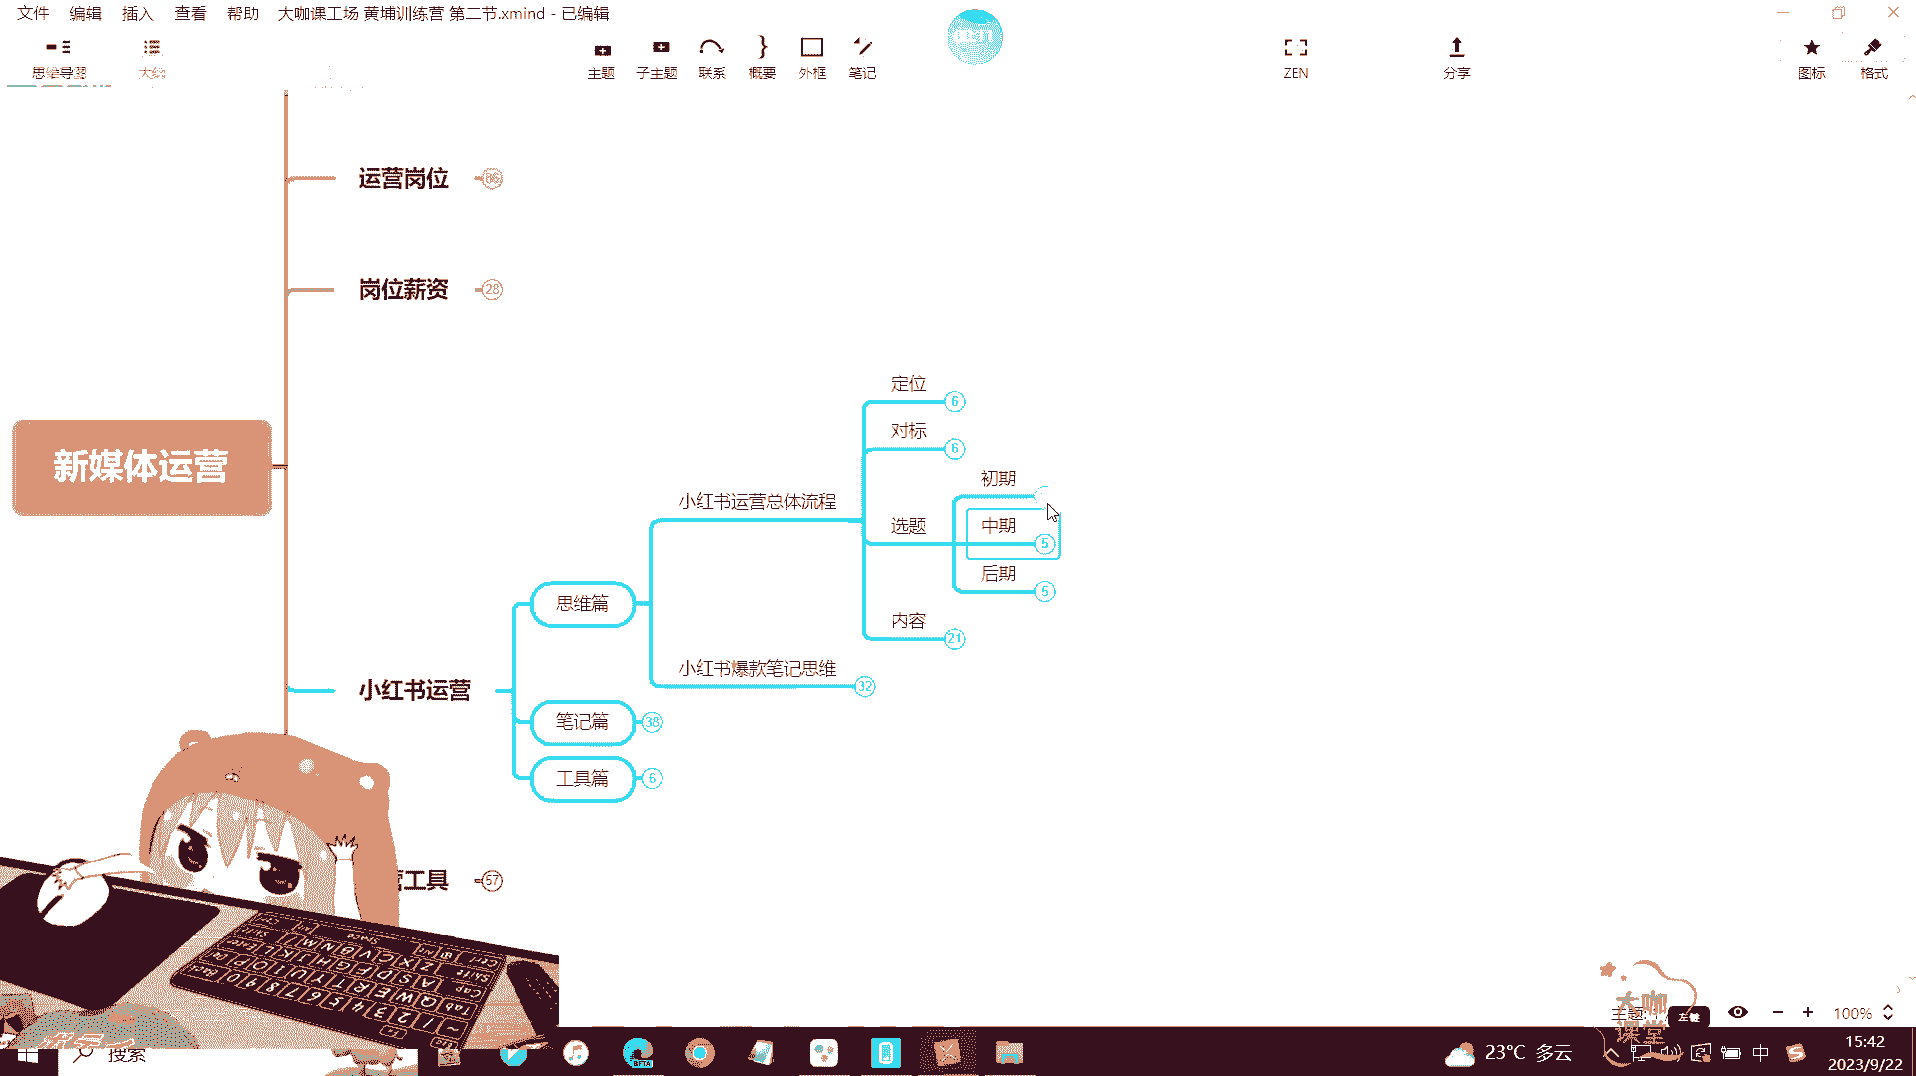 文件 编辑 插入 查看 帮助 大咖课工场 黄埔训练营 第二节.xmind - 已编辑
思维导图 大纲 主题 子主题 联系 概要 外框 笔记 ZEN 分享 图标 格式
运营岗位
岗位薪资 28
新媒体运营
定位 6
对标 6
初期
小红书运营总体流程
选题
中期 5
后期 5
思维篇
内容 21
小红书爆款笔记思维 32
小红书运营
笔记篇 38
工具篇 6
工具 57
大咖
课堂
主题
左键
100%
搜索
BETA
23°C 多云
中
15:42
2023/9/22